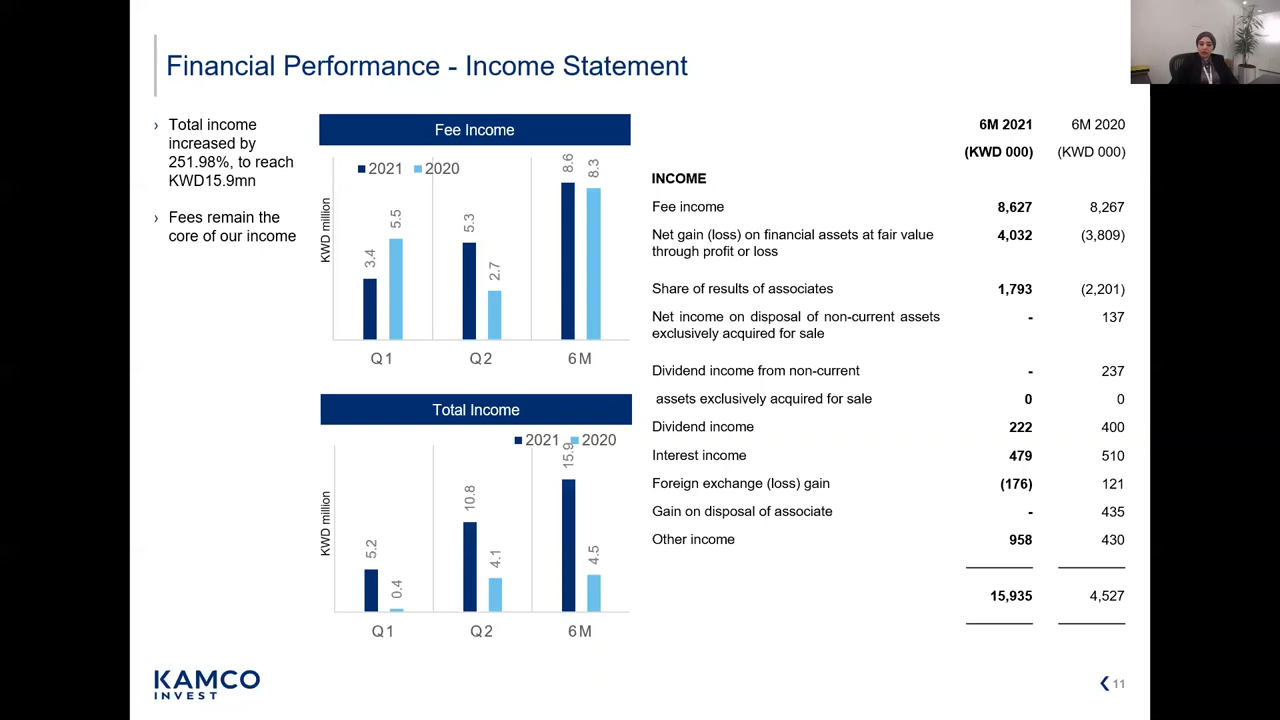 Financial Performance - Income Statement
› Total income
increased by
251.98%, to reach
KWD15.9mn
› Fees remain the
core of our income
Fee Income
2021 2020
KWD million
3.4 5.5 5.3 2.7 8.6 8.3
Q1 Q2 6M
Total Income
2021 2020
KWD million
5.2 0.4 10.8 4.1 15.9 4.5
Q1 Q2 6M
6M 2021 6M 2020
(KWD 000) (KWD 000)
INCOME
Fee income 8,627 8,267
Net gain (loss) on financial assets at fair value 4,032 (3,809)
through profit or loss
Share of results of associates 1,793 (2,201)
Net income on disposal of non-current assets - 137
exclusively acquired for sale
Dividend income from non-current - 237
assets exclusively acquired for sale 0 0
Dividend income 222 400
Interest income 479 510
Foreign exchange (loss) gain (176) 121
Gain on disposal of associate - 435
Other income 958 430
15,935 4,527
KAMCO
INVEST
11